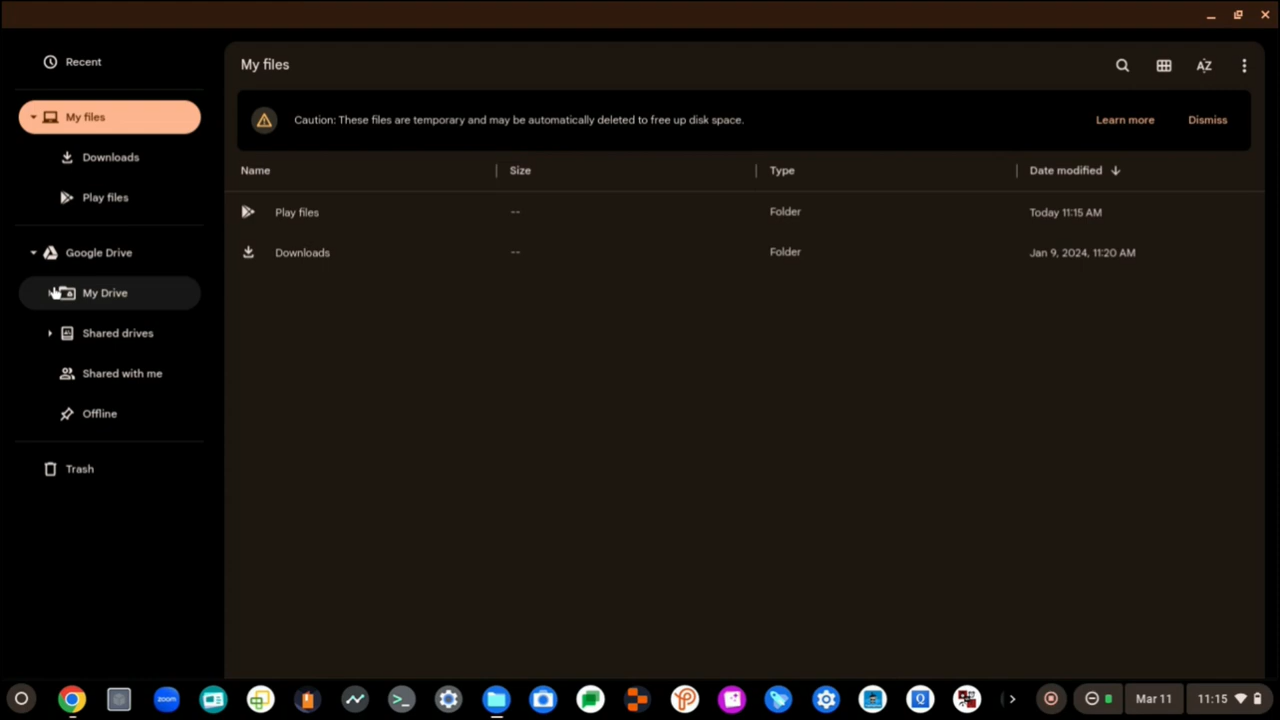 Recent
My files
Downloads
Play files
Google Drive
My Drive
Shared drives
Shared with me
Offline
Trash
My files
AZ
Caution: These files are temporary and may be automatically deleted to free up disk space.
Learn more
Dismiss
Name
Size
Type
Date modified
Play files
--
Folder
Today 11:15 AM
Downloads
--
Folder
Jan 9, 2024, 11:20 AM
zoom
Mar 11
11:15